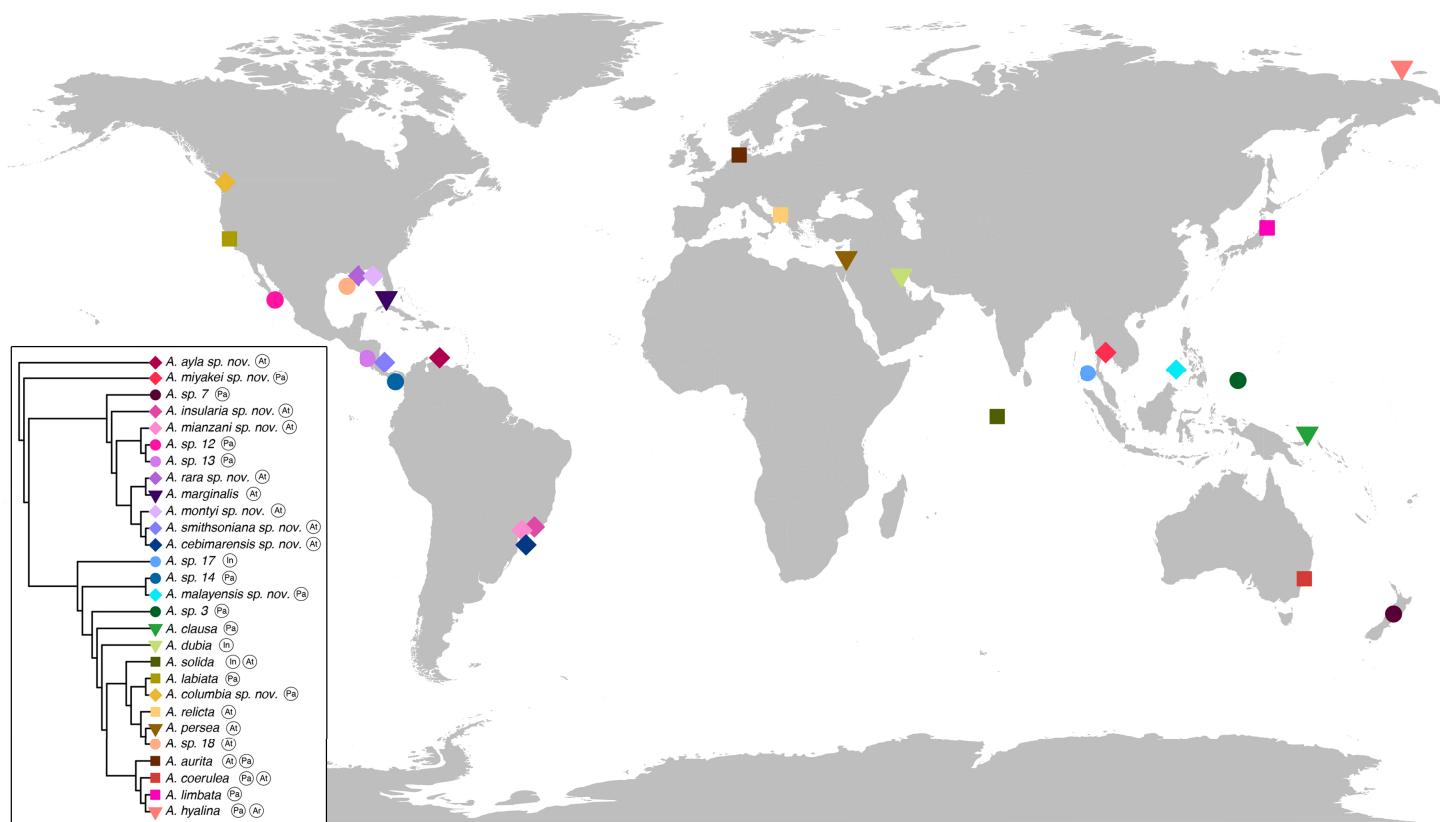 A. ayla sp. nov. At
A. miyakei sp. nov. Pa
A. sp. 7 Pa
A. insularia sp. nov. At
A. mianzani sp. nov. At
A. sp. 12 Pa
A. sp. 13 Pa
A. rara sp. nov. At
A. marginalis At
A. montyi sp. nov. At
A. smithsoniana sp. nov. At
A. cebimarensis sp. nov. At
A. sp. 17 In
A. sp. 14 Pa
A. malayensis sp. nov. Pa
A. sp. 3 Pa
A. clausa Pa
A. dubia In
A. solida In At
A. labiata Pa
A. columbia sp. nov. Pa
A. relicta At
A. persea At
A. sp. 18 At
A. aurita At Pa
A. coerulea Pa At
A. limbata Pa
A. hyalina Pa Ar